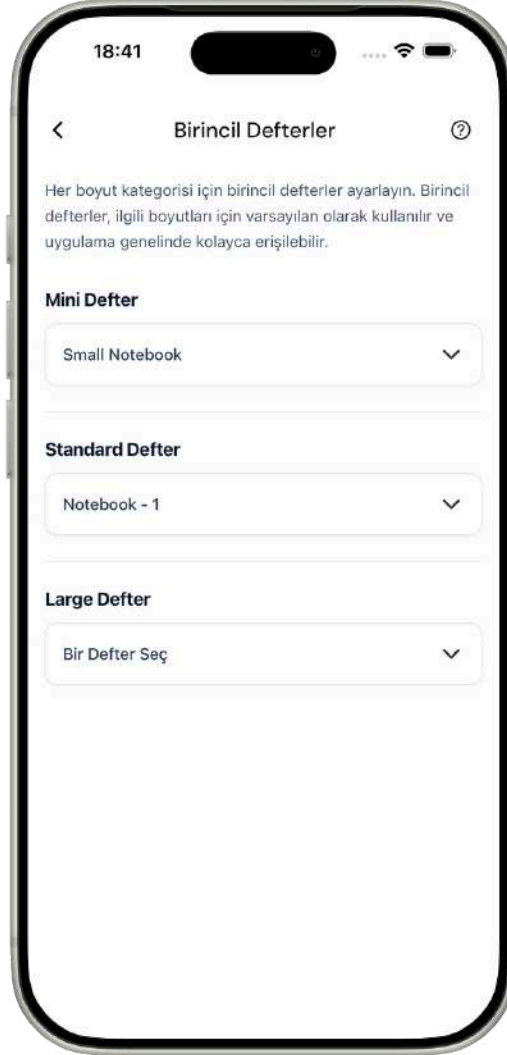 18:41
Birincil Defterler
Her boyut kategorisi için birincil defterler ayarlayın. Birincil
defterler, ilgili boyutları için varsayılan olarak kullanılır ve
uygulama genelinde kolayca erişilebilir.
Mini Defter
Small Notebook
Standard Defter
Notebook - 1
Large Defter
Bir Defter Seç